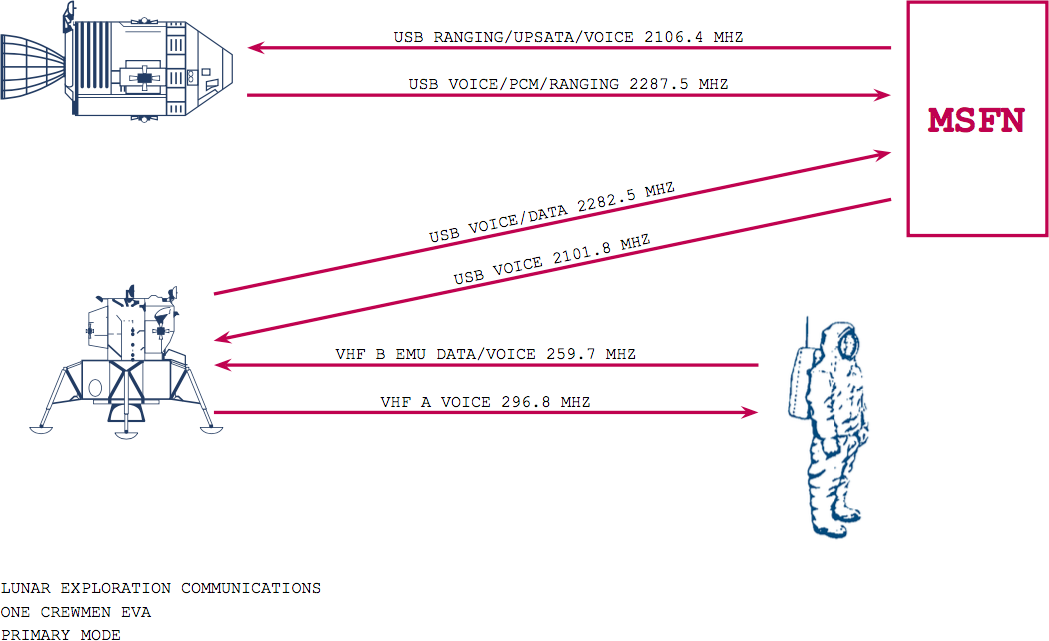 USB RANGING/UPSATA/VOICE 2106.4 MHZ
USB VOICE/PCM/RANGING 2287.5 MHZ
MSFN
USB VOICE/DATA 2282.5 MHZ
USB VOICE 2101.8 MHZ
VHF B EMU DATA/VOICE 259.7 MHZ
VHF A VOICE 296.8 MHZ
LUNAR EXPLORATION COMMUNICATIONS
ONE CREWMEN EVA
PRIMARY MODE